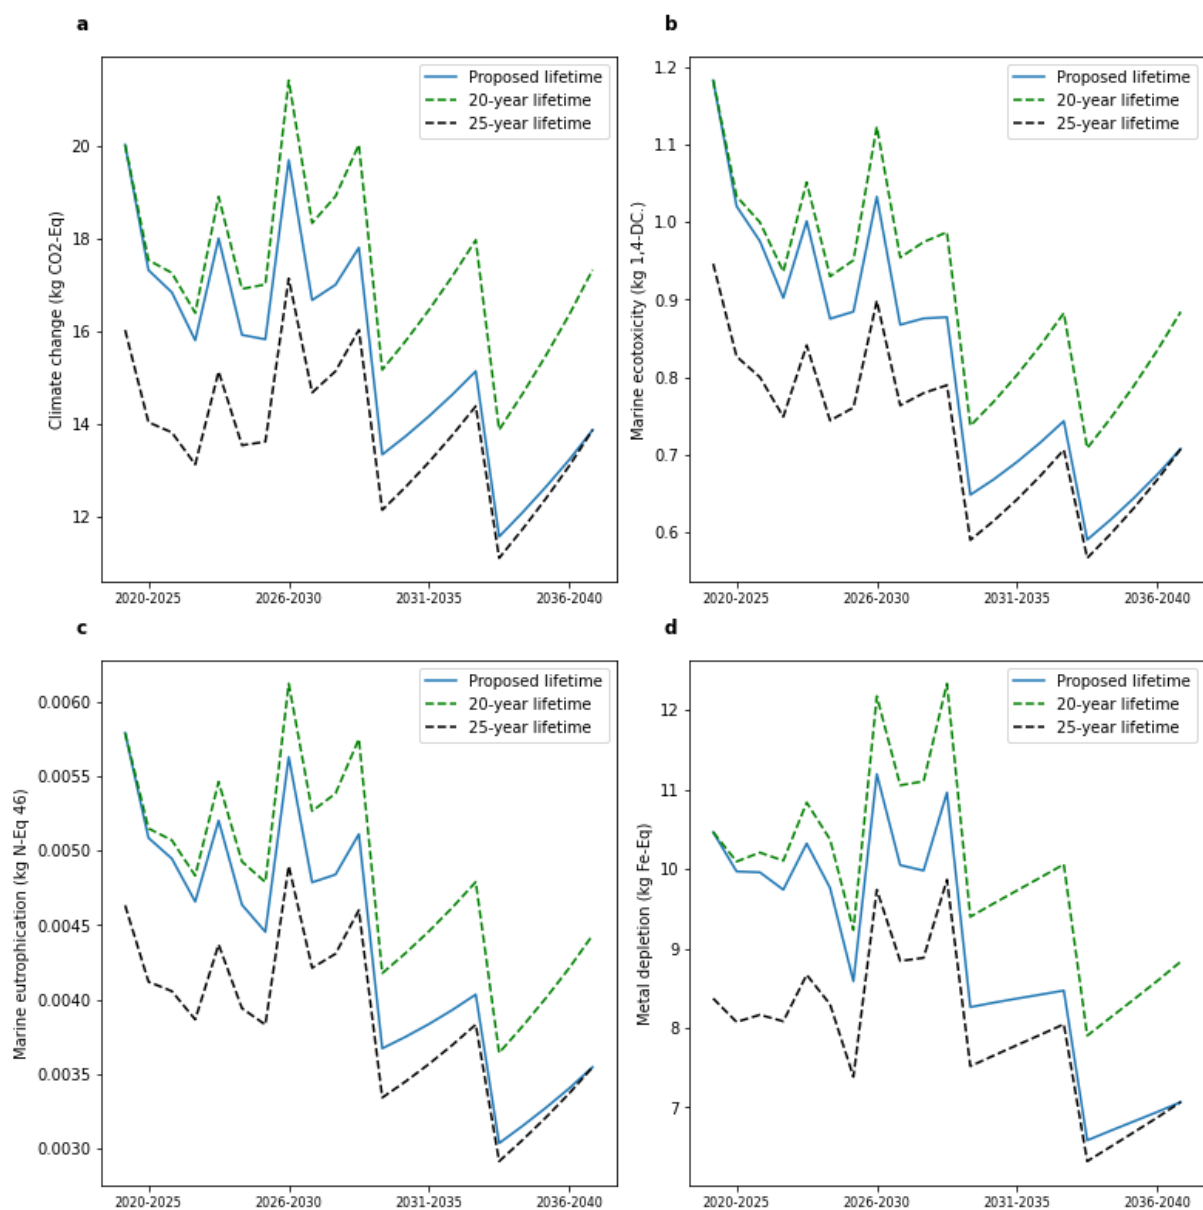 a
Climate change (kg CO2-Eq)
20
18
16
14
12
Proposed lifetime
20-year lifetime
25-year lifetime
2020-2025
2026-2030
2031-2035
2036-2040
b
Marine ecotoxicity (kg 1,4-DC.)
1.2
1.1
1.0
0.9
0.8
0.7
0.6
Proposed lifetime
20-year lifetime
25-year lifetime
2020-2025
2026-2030
2031-2035
2036-2040
c
Marine eutrophication (kg N-Eq 46)
0.0060
0.0055
0.0050
0.0045
0.0040
0.0035
0.0030
Proposed lifetime
20-year lifetime
25-year lifetime
2020-2025
2026-2030
2031-2035
2036-2040
d
Metal depletion (kg Fe-Eq)
12
11
10
9
8
7
Proposed lifetime
20-year lifetime
25-year lifetime
2020-2025
2026-2030
2031-2035
2036-2040